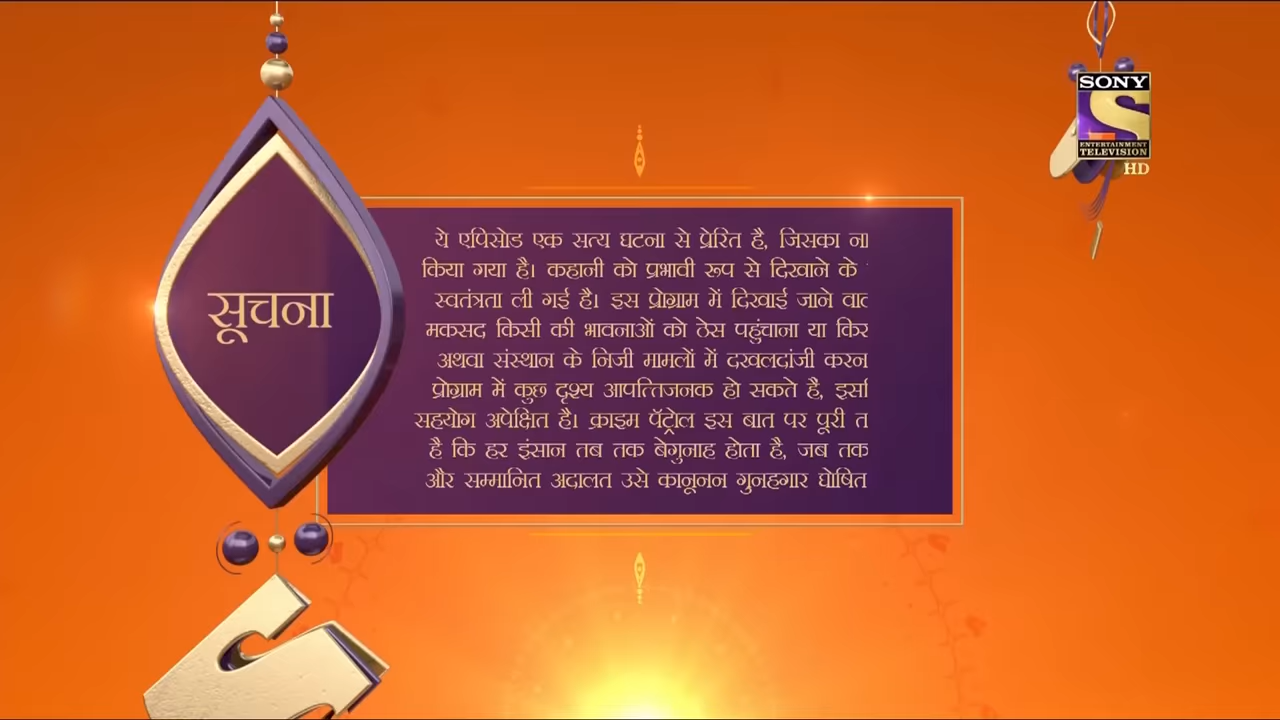 सूचना
ये एपिसोड एक सत्य घटना से प्रेरित है, जिसका ना
किया गया है। कहानी को प्रभावी रूप से दिखाने के
स्वतंत्रता ली गई है। इस प्रोग्राम में दिखाई जाने
मकसद किसी की भावनाओं को ठेस पहुंचाना या
अथवा संस्थान के निजी मामलों में दखलदांजी करन
प्रोग्राम में कुछ दृश्य आपत्तिजनक हो सकते है,
सहयोग अपेक्षित है। क्राइम पॅट्रोल इस बात पर पूरी त
है कि हर इंसान तब तक बेगुनाह होता है, जब तक
और सम्मानित अदालत उसे कानूनन गुनहगार घोषित
SONY
ENTERTAINMENT
TELEVISION
HD